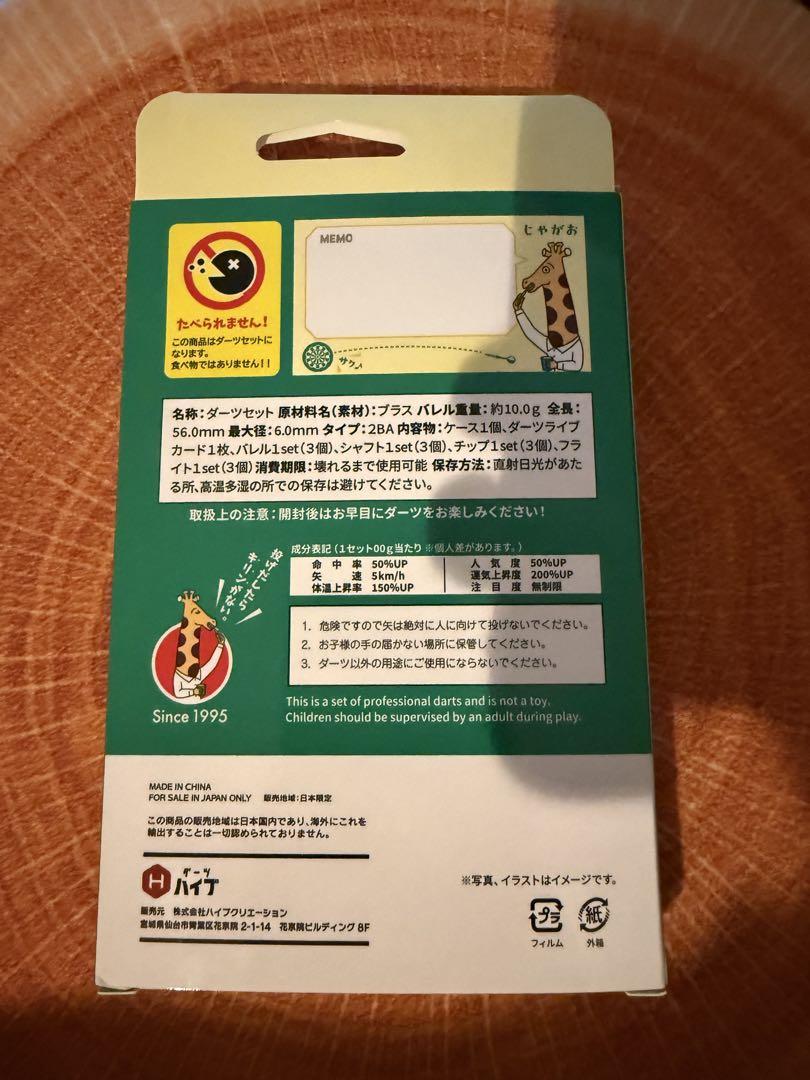 じゃがお
MEMO
たべられません!
この商品はダーツセットに
なります。
食べ物ではありません!!
サクッ
名称:ダーツセット 原材料名(素材):ブラス バレル重量:約10.0g 全長:
56.0mm 最大径:6.0mm タイプ:2BA 内容物:ケース1個、ダーツライブ
カード1枚、バレル1set(3個)、シャフト1set(3個)、チップ1set(3個)、フラ
イト1set(3個) 消費期限:壊れるまで使用可能 保存方法:直射日光があた
る所、高温多湿の所での保存は避けてください。
取扱上の注意:開封後はお早目にダーツをお楽しみください!
成分表記(1セット00g当たり ※個人差があります。)
命中率 50%UP
矢速 5km/h
体温上昇率 150%UP
人気度 50%UP
運気上昇度 200%UP
注目度 無制限
投げだしたら
キリンがない。
1. 危険ですので矢は絶対に人に向けて投げないでください。
2. お子様の手の届かない場所に保管してください。
3. ダーツ以外の用途にご使用にならないでください。
Since 1995
This is a set of professional darts and is not a toy.
Children should be supervised by an adult during play.
MADE IN CHINA
FOR SALE IN JAPAN ONLY 販売地域:日本限定
この商品の販売地域は日本国内であり、海外にこれを
輸出することは一切認められておりません。
H
ダーツ
ハイブ
販売元 株式会社ハイブクリエーション
宮城県仙台市青葉区花京院 2-1-14 花京院ビルディング 8F
※写真、イラストはイメージです。
プラ
フィルム
紙
外箱